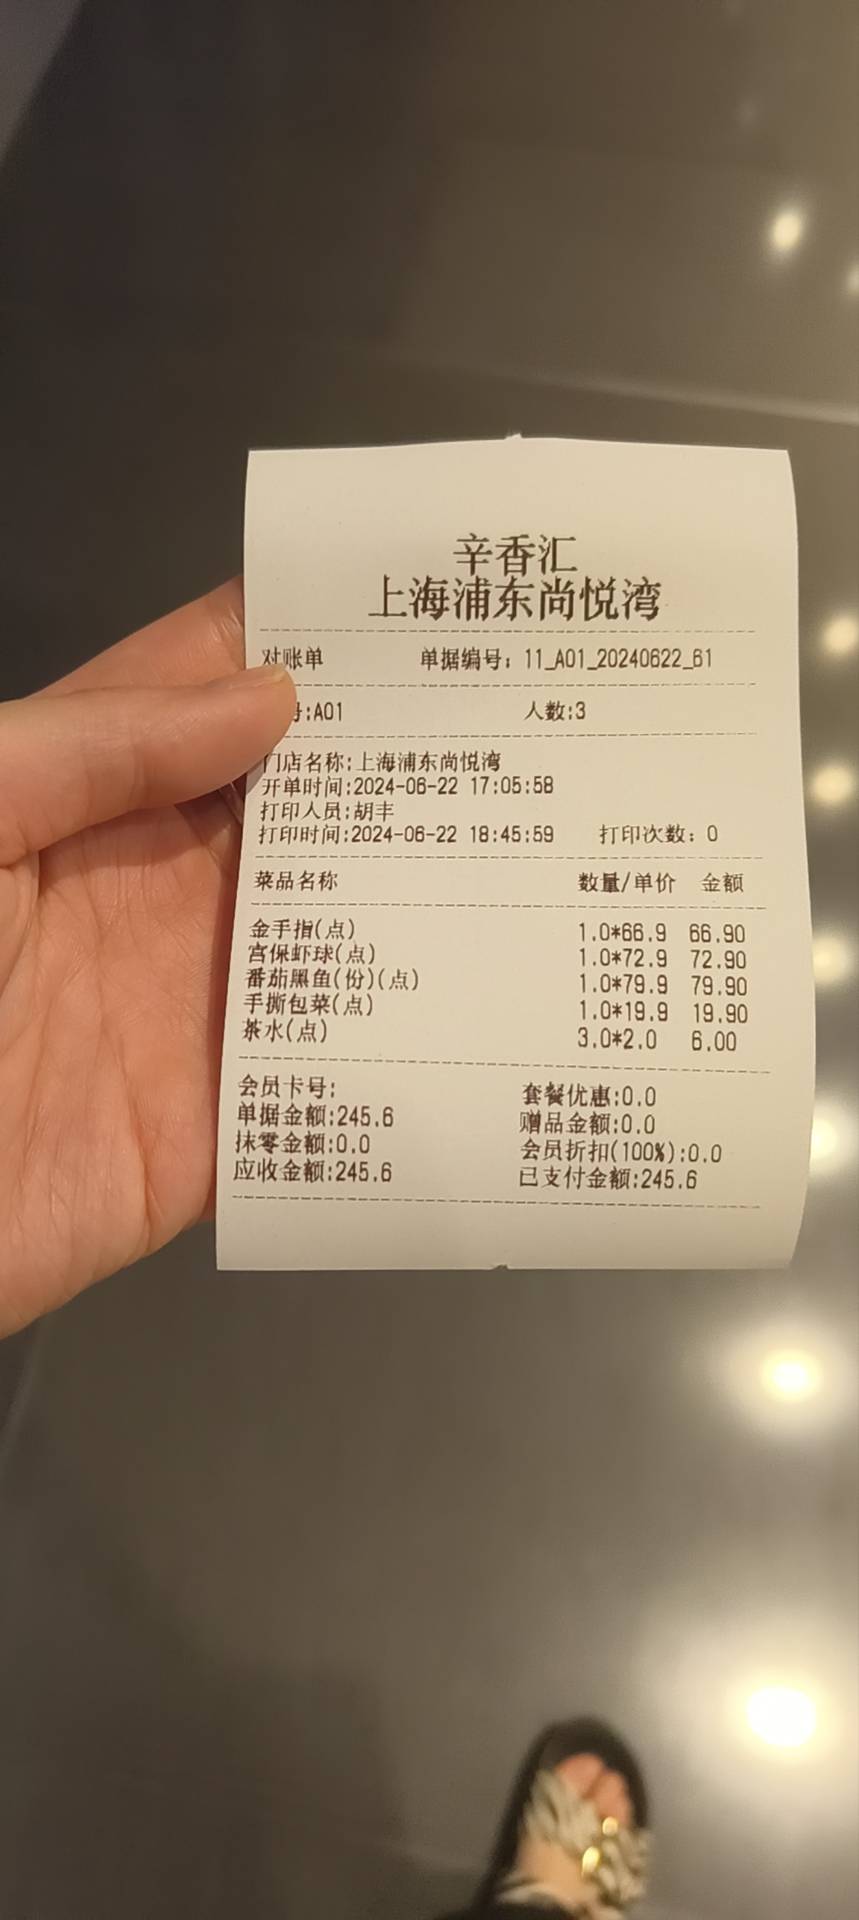 辛香汇
上海浦东尚悦湾
对账单 单据编号：11_A01_20240622_61
号:A01 人数:3
门店名称:上海浦东尚悦湾
开单时间:2024-06-22 17:05:58
打印人员:胡丰
打印时间:2024-06-22 18:45:59 打印次数：0
菜品名称 数量/单价 金额
金手指(点) 1.0*66.9 66.90
宫保虾球(点) 1.0*72.9 72.90
番茄黑鱼(份)(点) 1.0*79.9 79.90
手撕包菜(点) 1.0*19.9 19.90
茶水(点) 3.0*2.0 6.00
会员卡号: 套餐优惠:0.0
单据金额:245.6 赠品金额:0.0
抹零金额:0.0 会员折扣(100%):0.0
应收金额:245.6 已支付金额:245.6